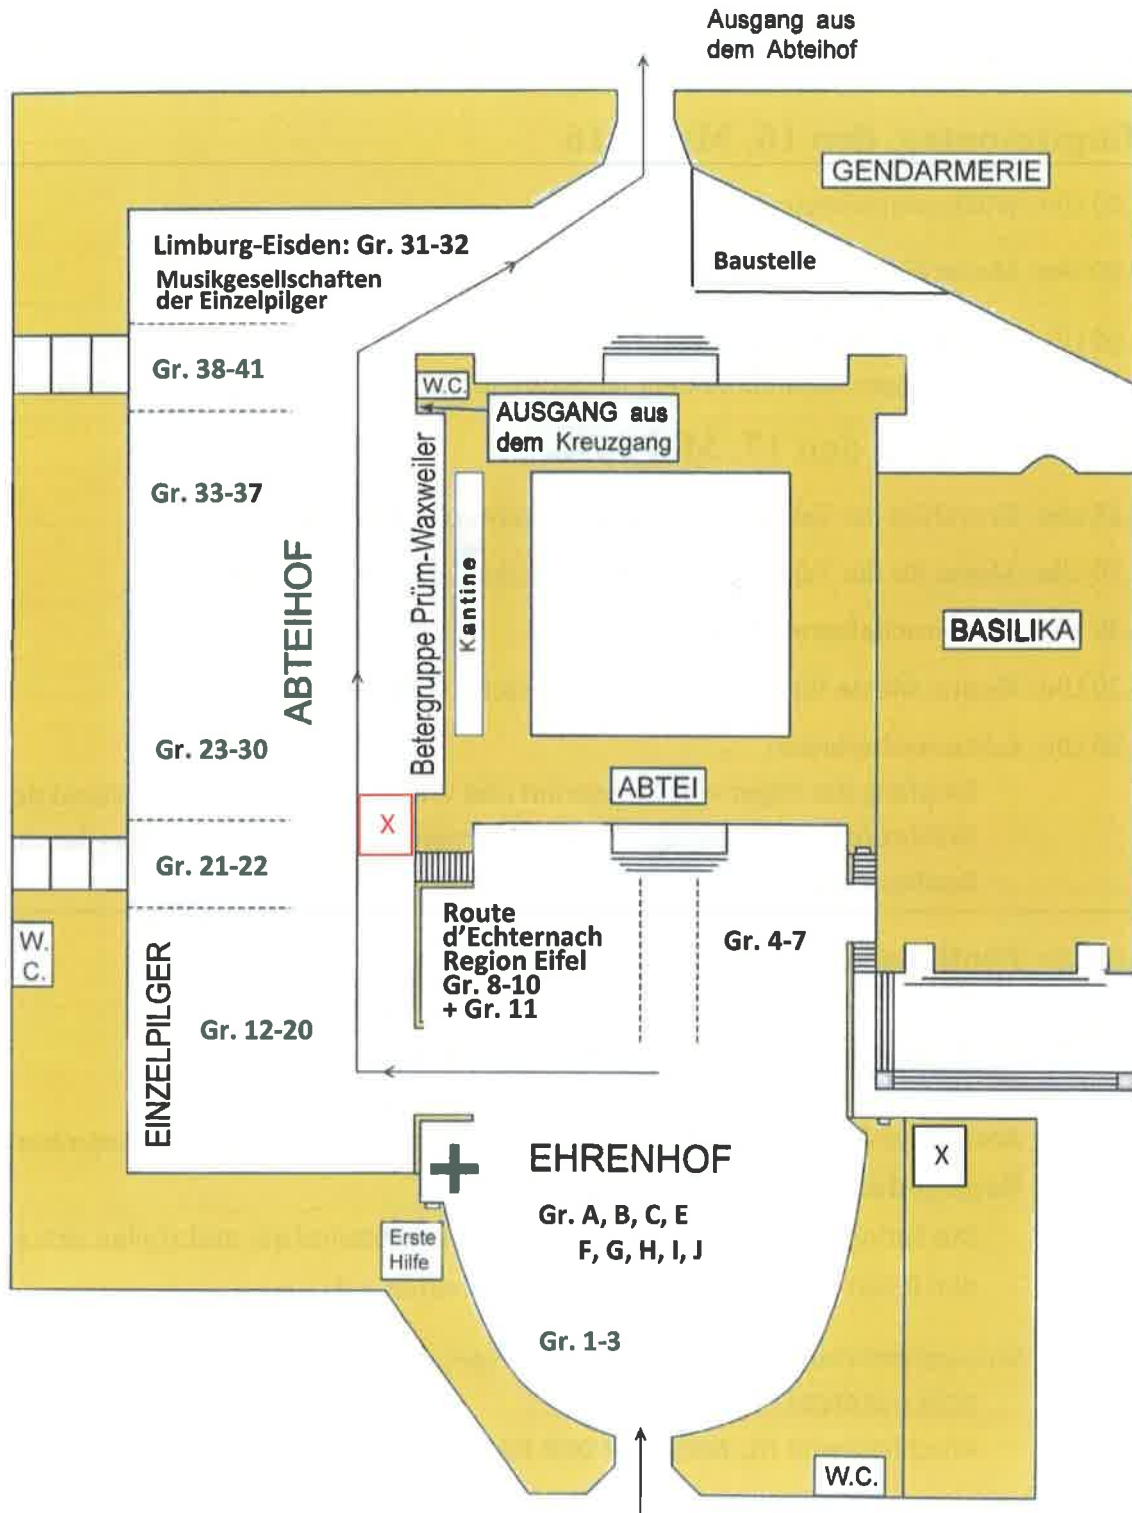 Ausgang aus
dem Abteihof
GENDARMERIE
Limburg-Eisden: Gr. 31-32
Musikgesellschaften
der Einzelpilger
Baustelle
Gr. 38-41
W.C.
AUSGANG aus
dem Kreuzgang
Gr. 33-37
ABTEIHOF
Betergruppe Prüm-Waxweiler
Kantine
BASILIKA
Gr. 23-30
ABTEI
X
Gr. 21-22
W.
C.
Route
d'Echternach
Region Eifel
Gr. 8-10
+ Gr. 11
Gr. 4-7
EINZELPILGER
Gr. 12-20
EHRENHOF
X
Gr. A, B, C, E
F, G, H, I, J
Erste
Hilfe
Gr. 1-3
W.C.